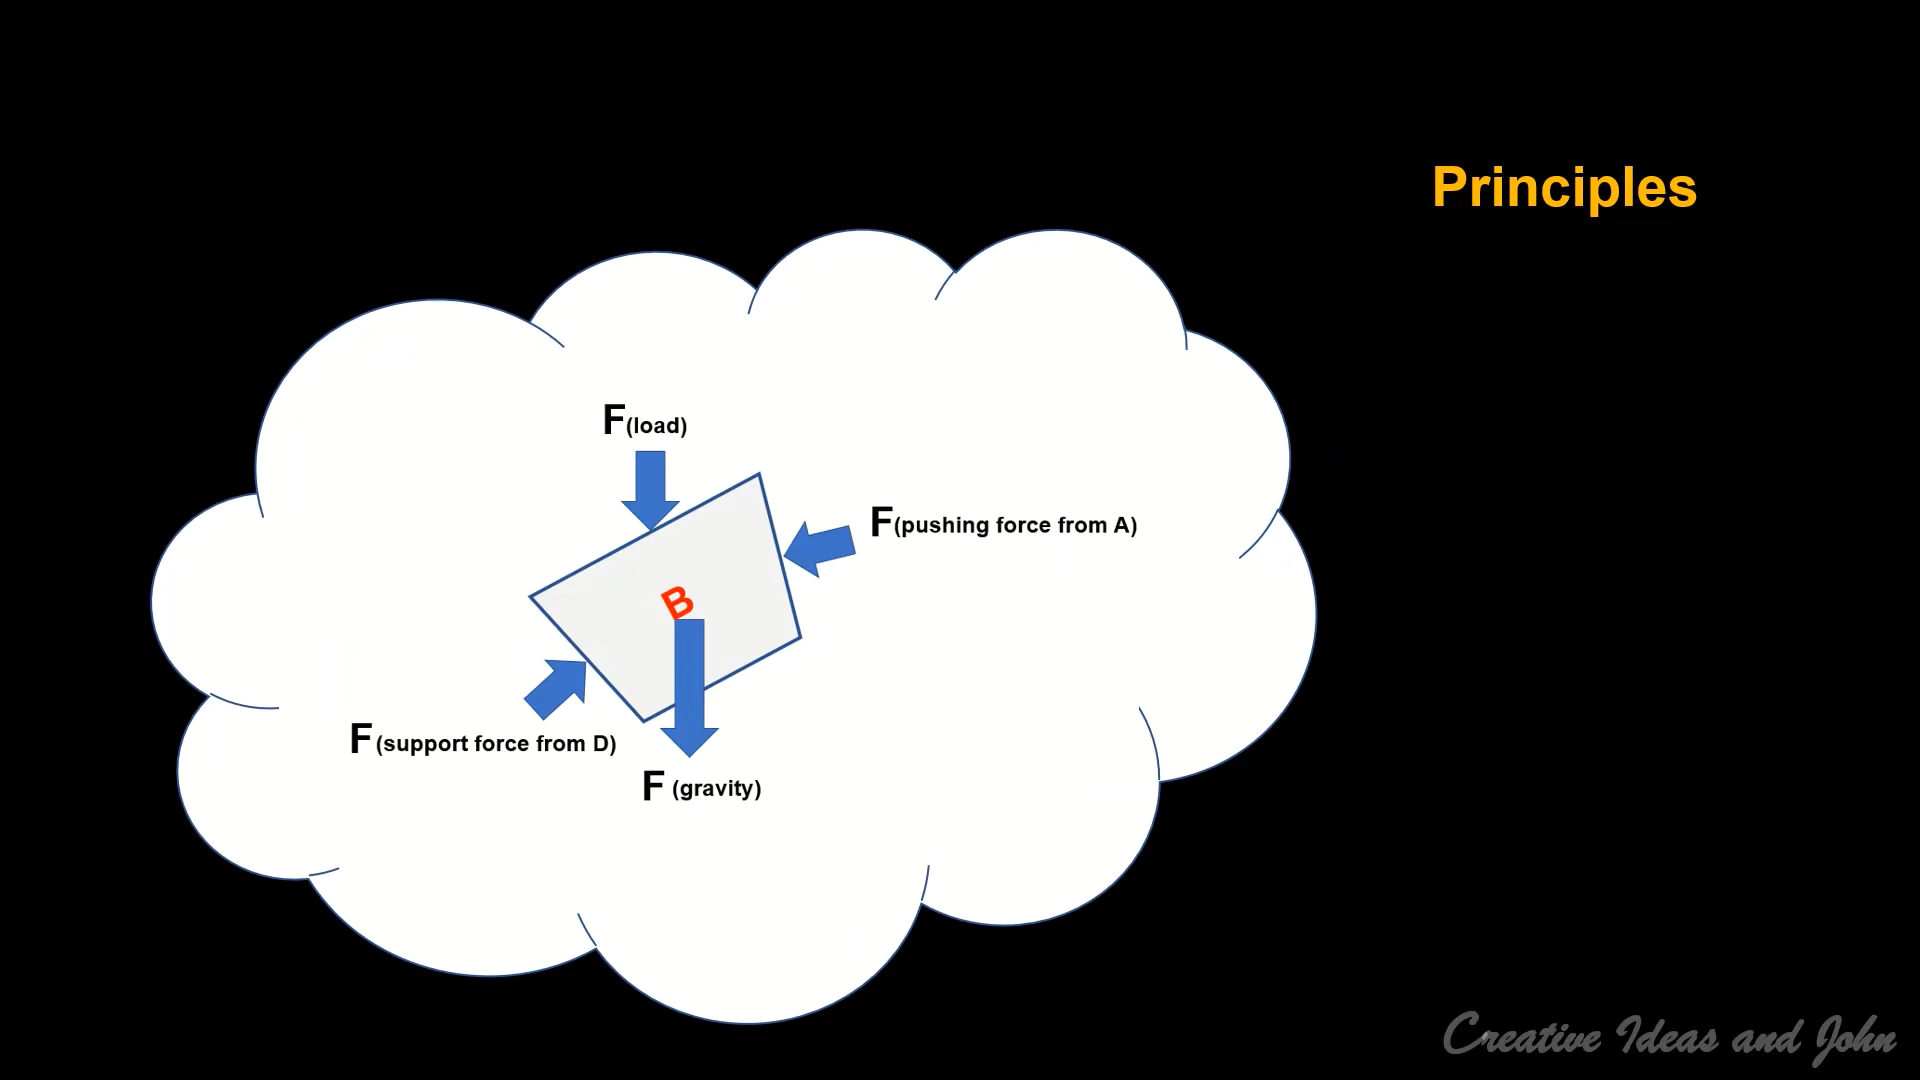 Principles
F(load)
F(pushing force from A)
B
F(support force from D)
F (gravity)
Creative Ideas and John